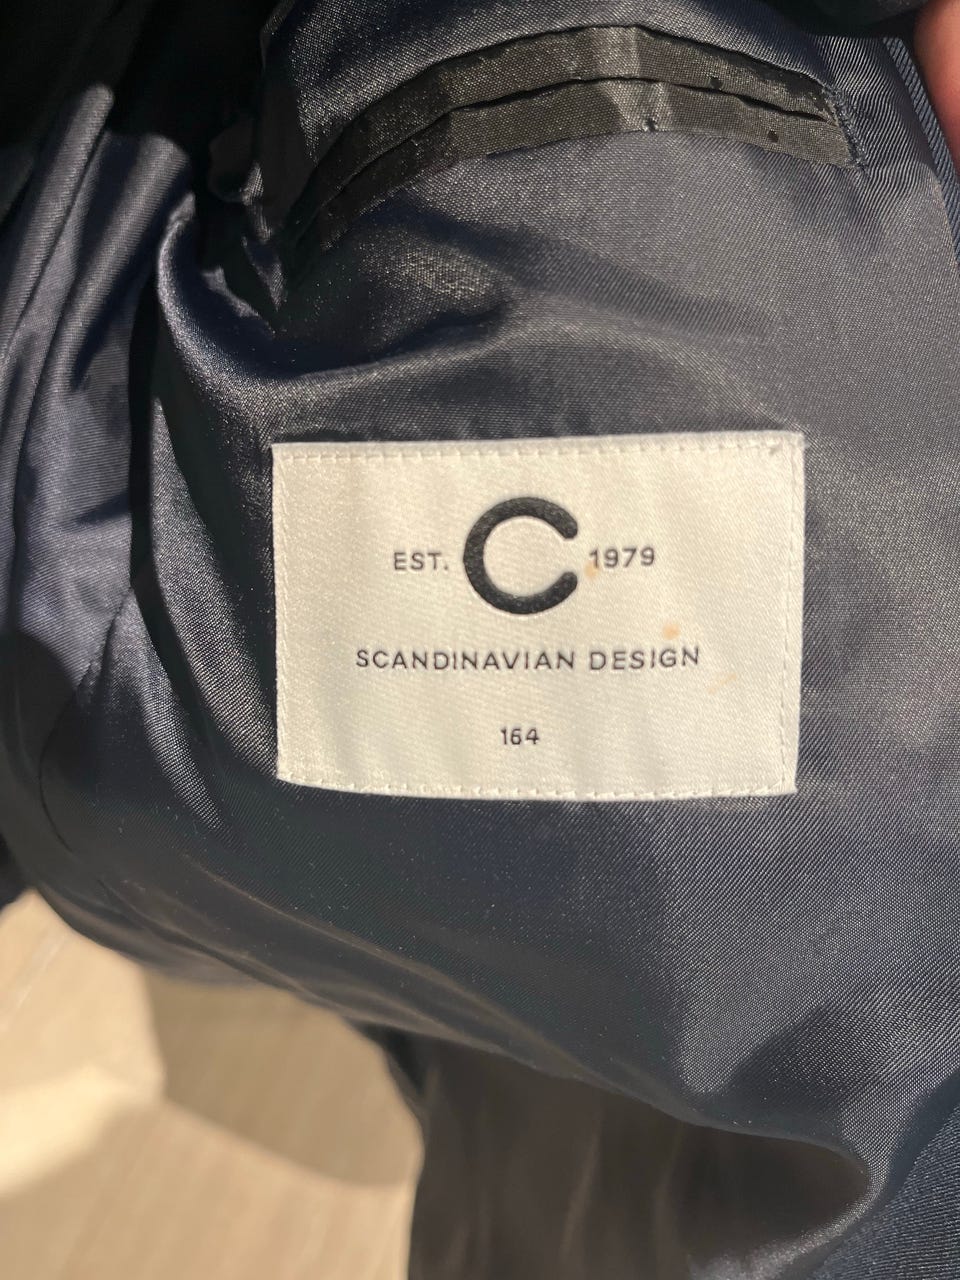 EST. C 1979
SCANDINAVIAN DESIGN
164